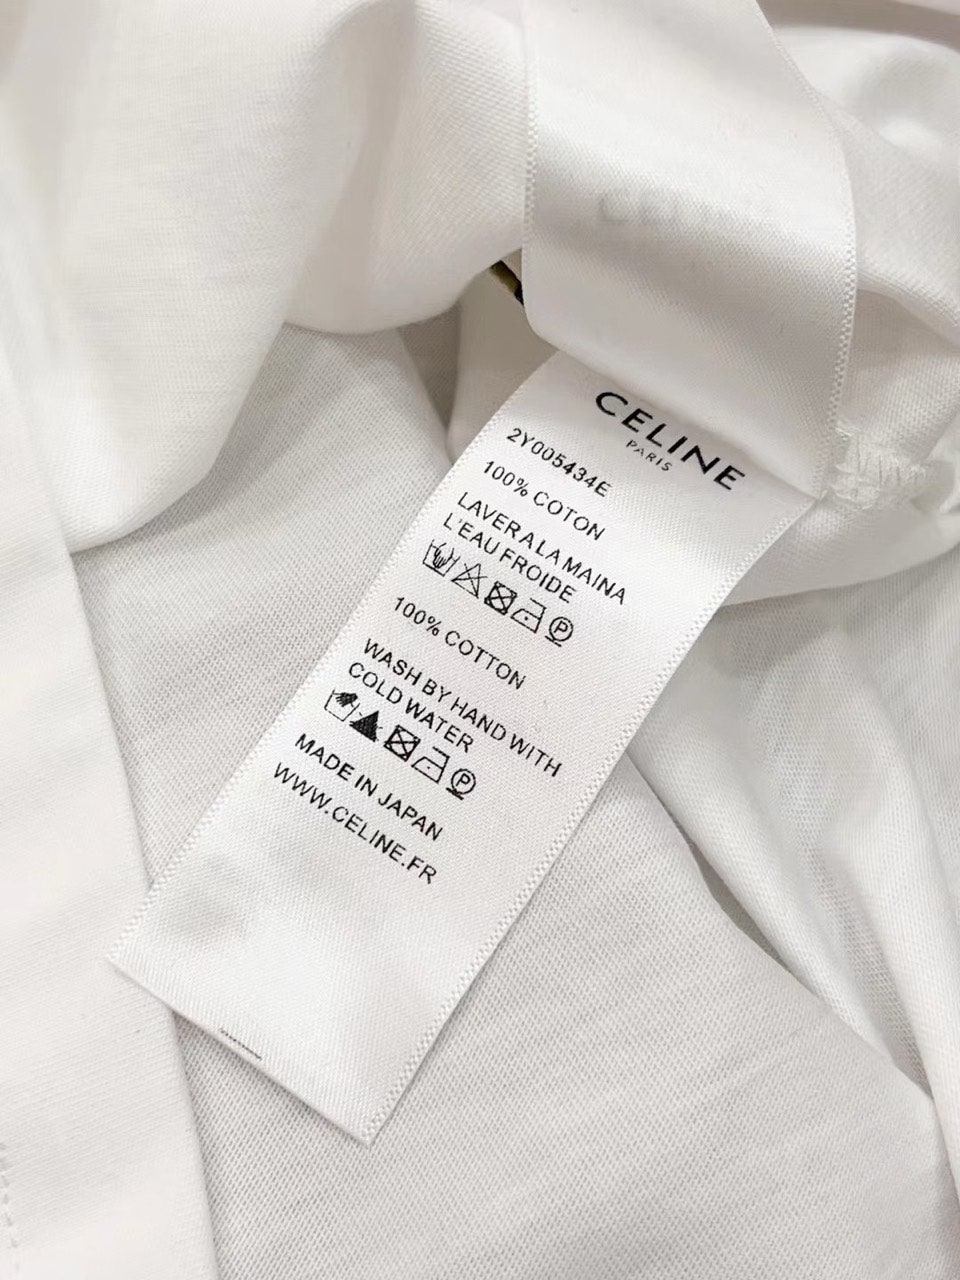 CELINE
PARIS
2Y005434E
100% COTON
LAVER A LA MAINA
L'EAU FROIDE
P
100% COTTON
WASH BY HAND WITH
COLD WATER
P
MADE IN JAPAN
WWW.CELINE.FR